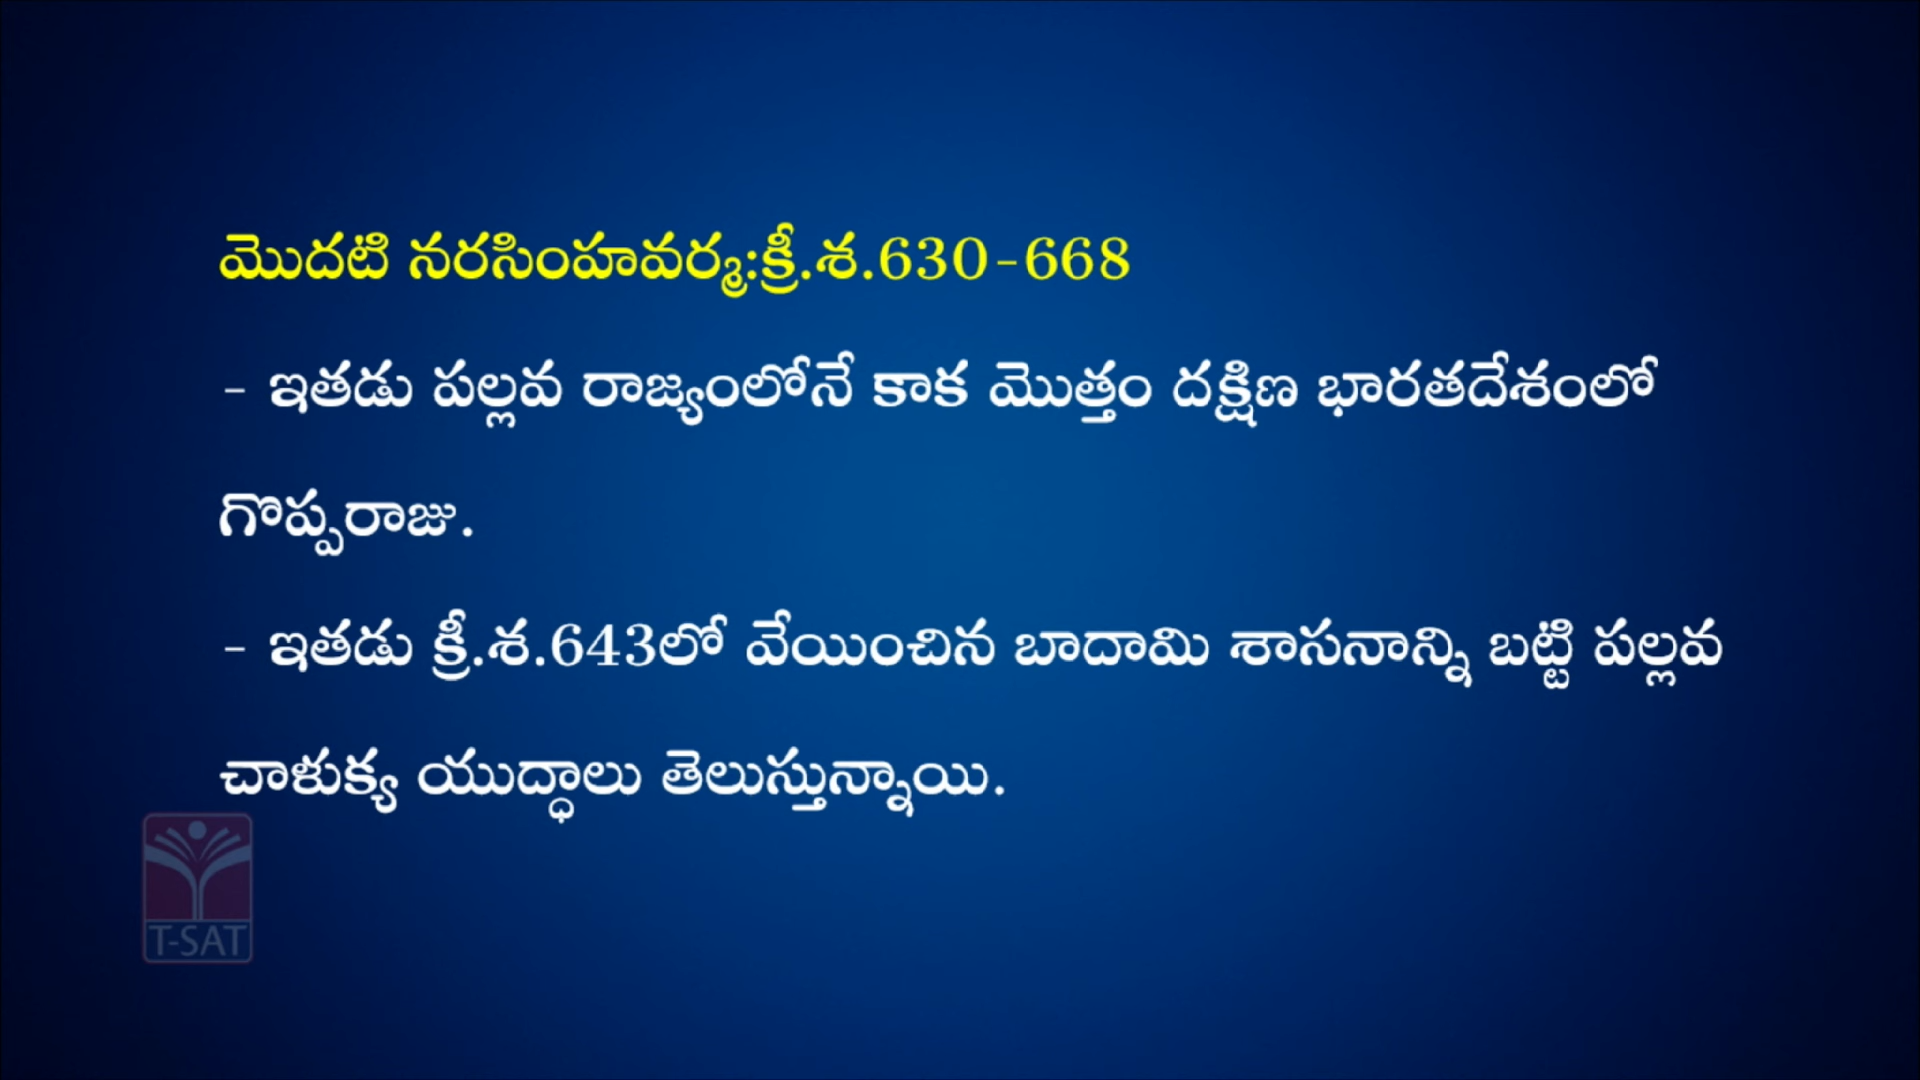 మొదటి నరసింహవర్మ:క్రీ.శ.630-668
- ఇతడు పల్లవ రాజ్యంలోనే కాక మొత్తం దక్షిణ భారతదేశంలో
గొప్పరాజు.
- ఇతడు క్రీ.శ.643లో వేయించిన బాదామి శాసనాన్ని బట్టి పల్లవ
చాళుక్య యుద్ధాలు తెలుస్తున్నాయి.
T-SAT